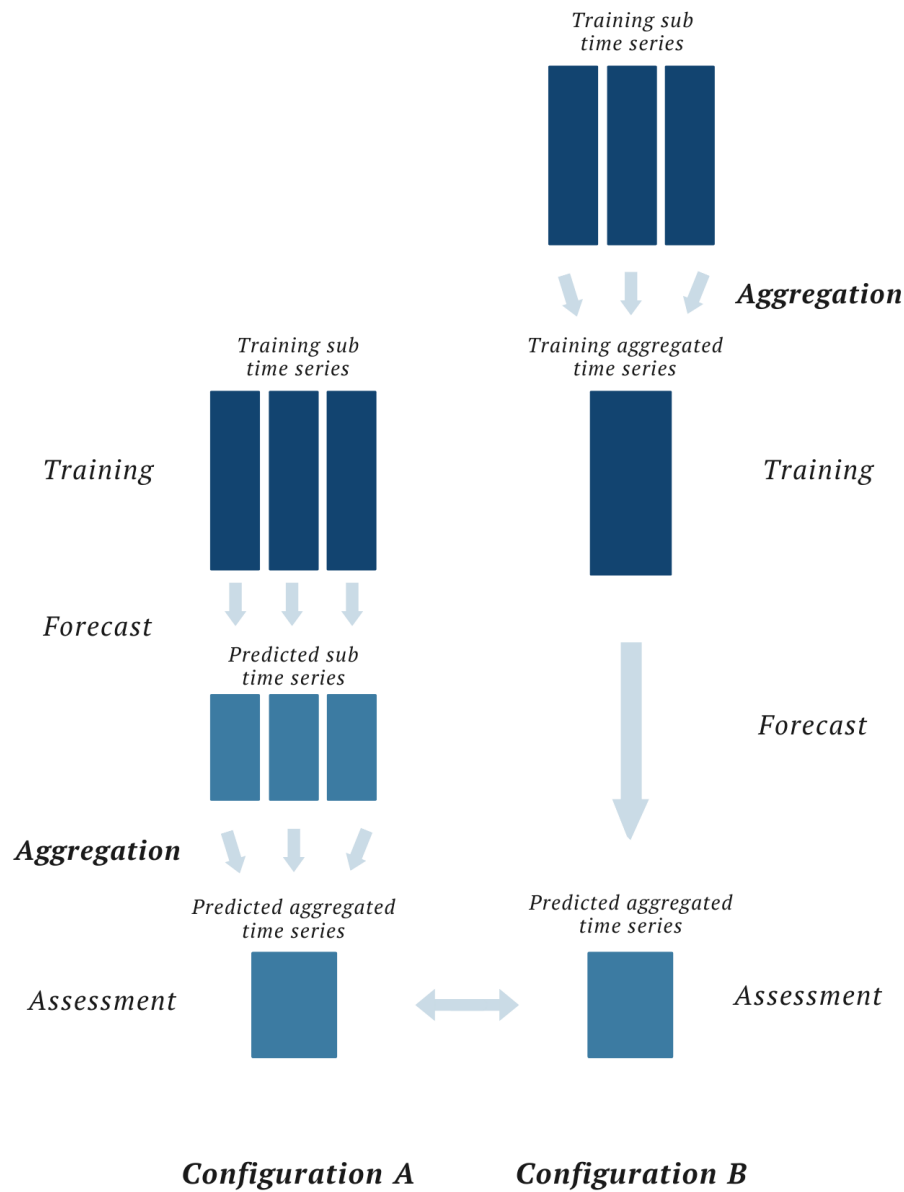 Training sub
time series
Aggregation
Training sub
time series
Training aggregated
time series
Training
Training
Forecast
Predicted sub
time series
Forecast
Aggregation
Predicted aggregated
time series
Predicted aggregated
time series
Assessment
Assessment
Configuration A
Configuration B